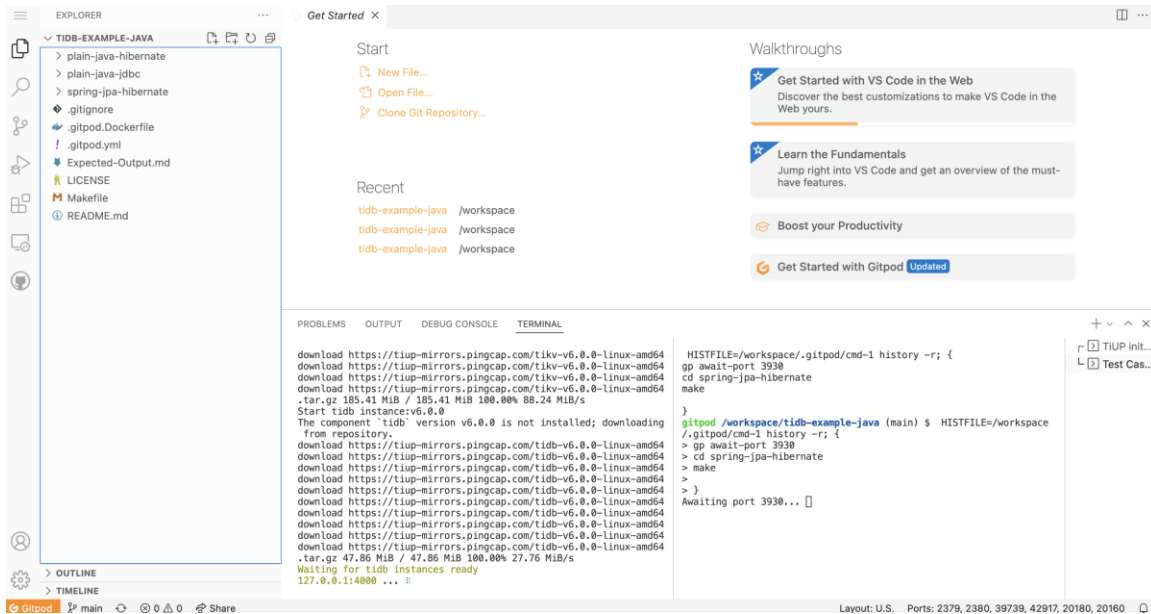 EXPLORER
TIDB-EXAMPLE-JAVA
> plain-java-hibernate
> plain-java-jdbc
> spring-jpa-hibernate
.gitignore
.gitpod.Dockerfile
! .gitpod.yml
Expected-Output.md
LICENSE
M Makefile
README.md
> OUTLINE
> TIMELINE
Get Started ×
Start
New File...
Open File...
Clone Git Repository...
Recent
tidb-example-java /workspace
tidb-example-java /workspace
tidb-example-java /workspace
Walkthroughs
Get Started with VS Code in the Web
Discover the best customizations to make VS Code in the
Web yours.
Learn the Fundamentals
Jump right into VS Code and get an overview of the must-
have features.
Boost your Productivity
Get Started with Gitpod Updated
PROBLEMS OUTPUT DEBUG CONSOLE TERMINAL
download https://tiup-mirrors.pingcap.com/tikv-v6.0.0-linux-amd64
download https://tiup-mirrors.pingcap.com/tikv-v6.0.0-linux-amd64
download https://tiup-mirrors.pingcap.com/tikv-v6.0.0-linux-amd64
download https://tiup-mirrors.pingcap.com/tikv-v6.0.0-linux-amd64
.tar.gz 185.41 MiB / 185.41 MiB 100.00% 88.24 MiB/s
Start tidb instance:v6.0.0
The component `tidb` version v6.0.0 is not installed; downloading
from repository.
download https://tiup-mirrors.pingcap.com/tidb-v6.0.0-linux-amd64
download https://tiup-mirrors.pingcap.com/tidb-v6.0.0-linux-amd64
download https://tiup-mirrors.pingcap.com/tidb-v6.0.0-linux-amd64
download https://tiup-mirrors.pingcap.com/tidb-v6.0.0-linux-amd64
download https://tiup-mirrors.pingcap.com/tidb-v6.0.0-linux-amd64
download https://tiup-mirrors.pingcap.com/tidb-v6.0.0-linux-amd64
download https://tiup-mirrors.pingcap.com/tidb-v6.0.0-linux-amd64
download https://tiup-mirrors.pingcap.com/tidb-v6.0.0-linux-amd64
download https://tiup-mirrors.pingcap.com/tidb-v6.0.0-linux-amd64
download https://tiup-mirrors.pingcap.com/tidb-v6.0.0-linux-amd64
.tar.gz 47.86 MiB / 47.86 MiB 100.00% 27.76 MiB/s
Waiting for tidb instances ready
127.0.0.1:4000 ...
HISTFILE=/workspace/.gitpod/cmd-1 history -r; {
gp await-port 3930
cd spring-jpa-hibernate
make
}
gitpod /workspace/tidb-example-java (main) $ HISTFILE=/workspace
/.gitpod/cmd-1 history -r; {
> gp await-port 3930
> cd spring-jpa-hibernate
> make
>
> }
Awaiting port 3930...
TiUP init...
Test Cas...
Gitpod main 0 0 Share
Layout: U.S. Ports: 2379, 2380, 39739, 42917, 20180, 20160